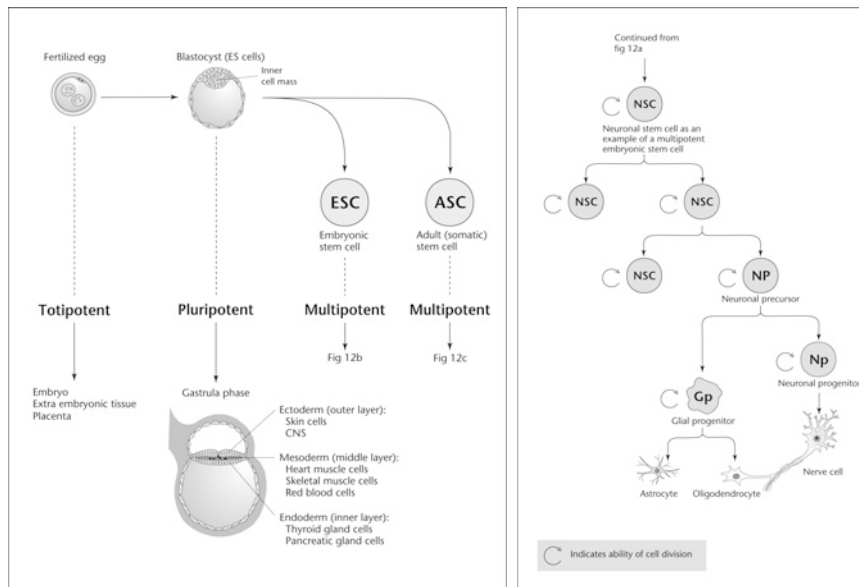 Fertilized egg
Blastocyst (ES cells)
Inner
cell mass
ESC
Embryonic
stem cell
ASC
Adult (somatic)
stem cell
Totipotent
Pluripotent
Multipotent
Multipotent
Fig 12b
Fig 12c
Embryo
Extra embryonic tissue
Placenta
Gastrula phase
Ectoderm (outer layer):
Skin cells
CNS
Mesoderm (middle layer):
Heart muscle cells
Skeletal muscle cells
Red blood cells
Endoderm (inner layer):
Thyroid gland cells
Pancreatic gland cells
Continued from
fig 12a
NSC
Neuronal stem cell as an
example of a multipotent
embryonic stem cell
NSC
NSC
NSC
NP
Neuronal precursor
Np
Neuronal progenitor
Gp
Glial progenitor
Nerve cell
Astrocyte
Oligodendrocyte
Indicates ability of cell division